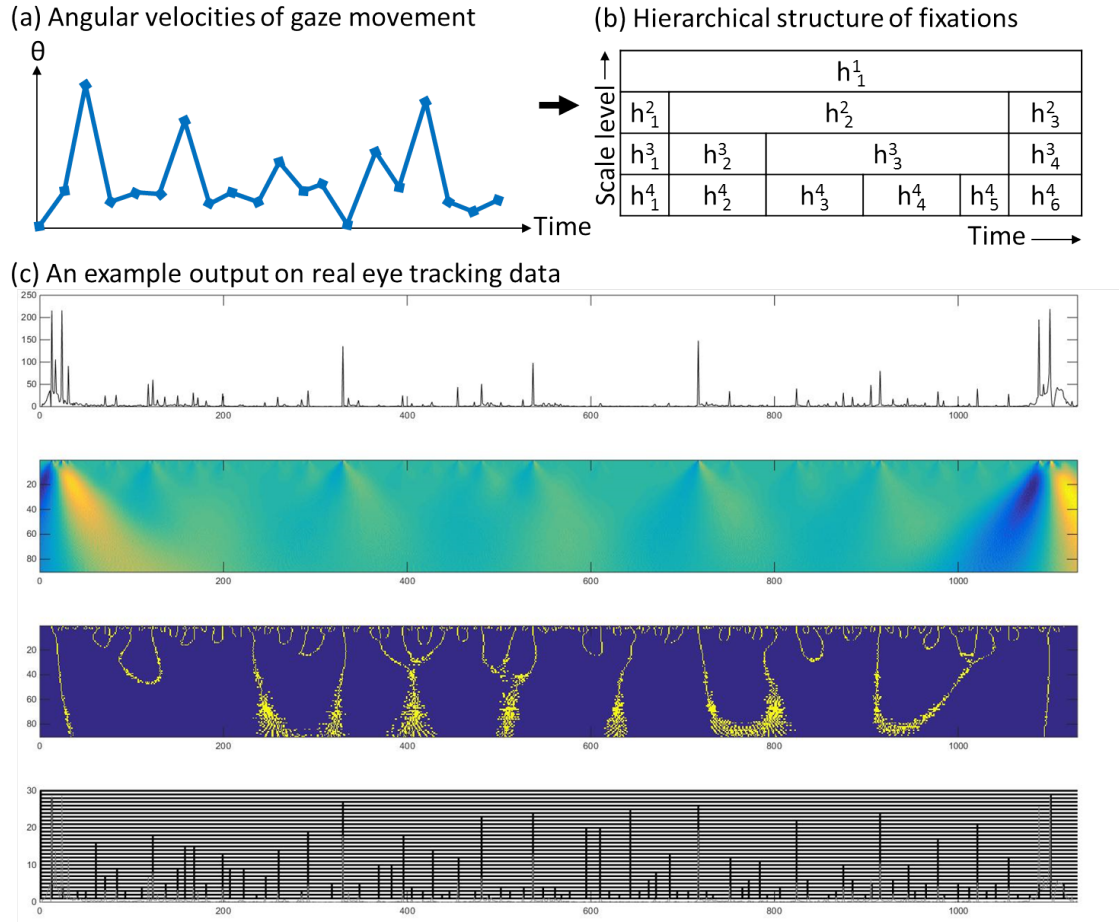 (a) Angular velocities of gaze movement
θ
Time
(b) Hierarchical structure of fixations
Scale level
h¹₁
h²₁ h²₂ h²₃
h³₁ h³₂ h³₃ h³₄
h⁴₁ h⁴₂ h⁴₃ h⁴₄ h⁴₅ h⁴₆
Time
(c) An example output on real eye tracking data
250
200
150
100
50
0
0 200 400 600 800 1000
20
40
60
80
0 200 400 600 800 1000
20
40
60
80
0 200 400 600 800 1000
30
20
10
0
0 200 400 600 800 1000